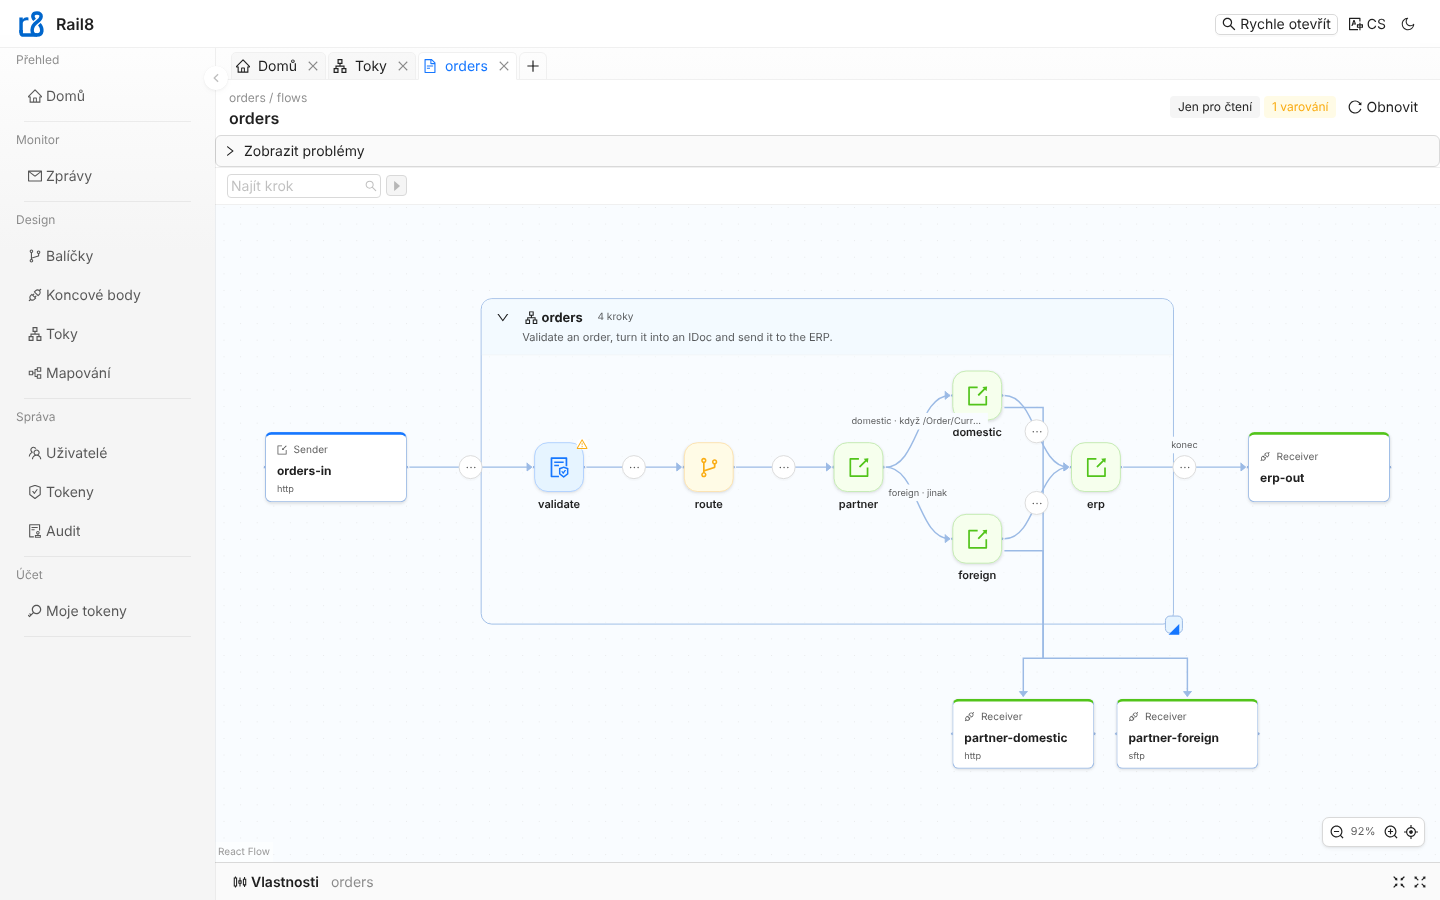 Rail8
Rychle otevřít
CS
Přehled
Domů
Monitor
Zprávy
Design
Balíčky
Koncové body
Toky
Mapování
Správa
Uživatelé
Tokeny
Audit
Účet
Moje tokeny
Domů
Toky
orders
orders / flows
orders
Jen pro čtení
1 varování
Obnovit
Zobrazit problémy
Najít krok
orders
4 kroky
Validate an order, turn it into an IDoc and send it to the ERP.
Sender
orders-in
http
validate
route
partner
domestic · když /Order/Curr...
domestic
foreign · jinak
foreign
erp
konec
Receiver
erp-out
Receiver
partner-domestic
http
Receiver
partner-foreign
sftp
92%
React Flow
Vlastnosti
orders